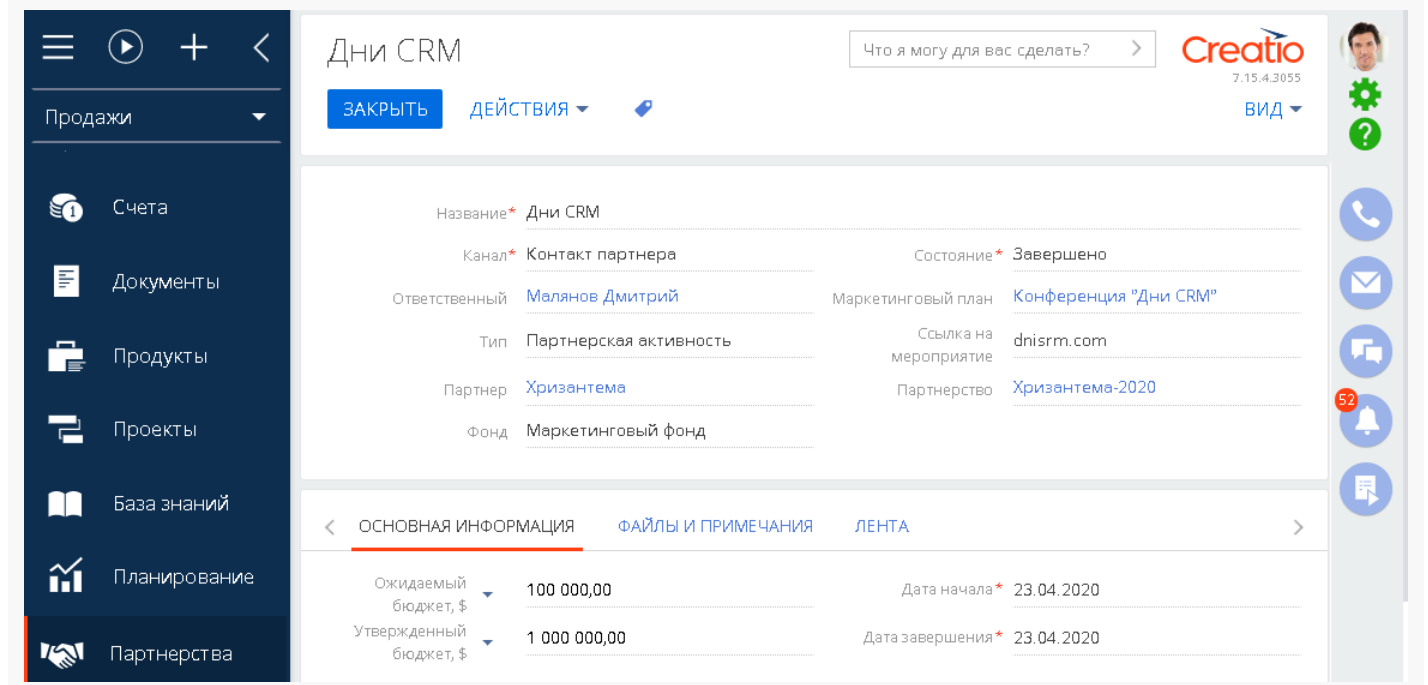 Дни CRM
Что я могу для вас сделать?
Creatio
7.15.4.3055
ЗАКРЫТЬ
ДЕЙСТВИЯ
ВИД
Продажи
Счета
Документы
Продукты
Проекты
База знаний
Планирование
Партнерства
Название* Дни CRM
Канал* Контакт партнера
Состояние* Завершено
Ответственный Малянов Дмитрий
Маркетинговый план Конференция "Дни CRM"
Тип Партнерская активность
Ссылка на
мероприятие dnisrm.com
Партнер Хризантема
Партнерство Хризантема-2020
Фонд Маркетинговый фонд
ОСНОВНАЯ ИНФОРМАЦИЯ
ФАЙЛЫ И ПРИМЕЧАНИЯ
ЛЕНТА
Ожидаемый
бюджет, $ 100 000,00
Дата начала* 23.04.2020
Утвержденный
бюджет, $ 1 000 000,00
Дата завершения* 23.04.2020
52